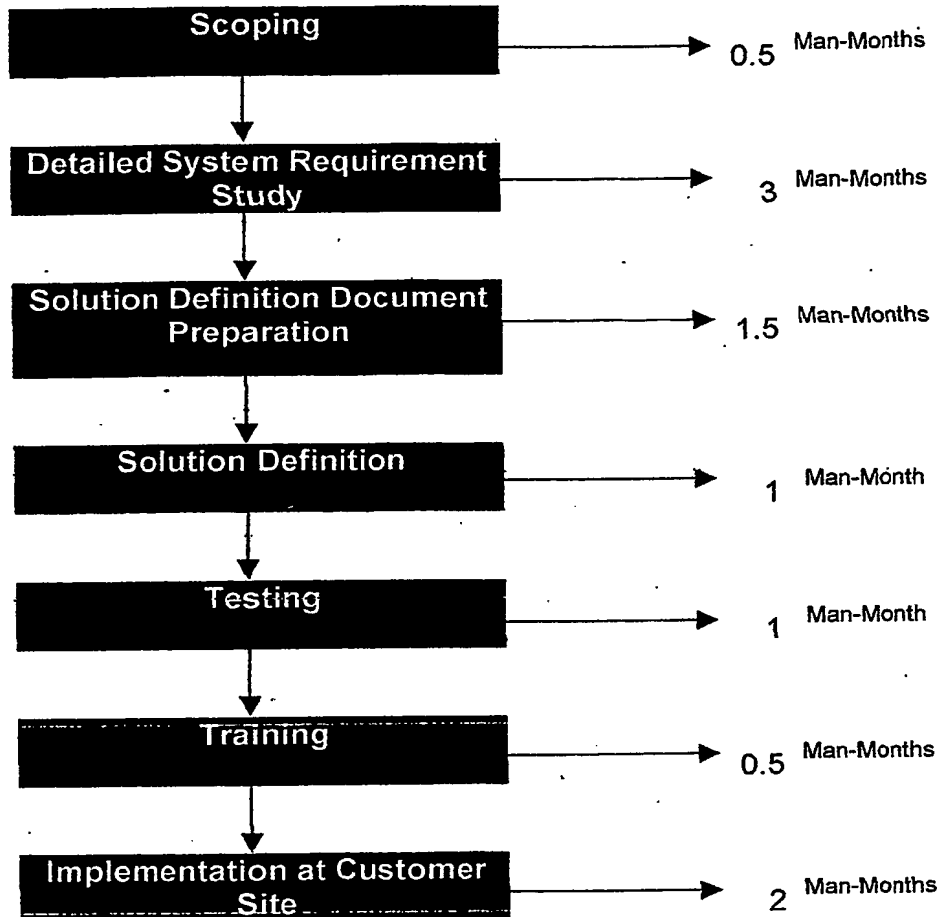 Scoping
0.5 Man-Months
Detailed System Requirement
Study
3 Man-Months
Solution Definition Document
Preparation
1.5 Man-Months
Solution Definition
1 Man-Month
Testing
1 Man-Month
Training
0.5 Man-Months
Implementation at Customer
Site
2 Man-Months